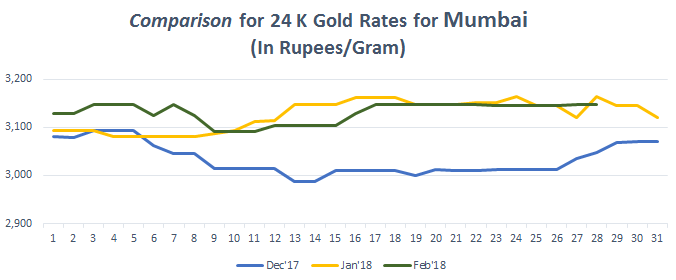 Comparison for 24 K Gold Rates for Mumbai
(In Rupees/Gram)
3,200
3,100
3,000
2,900
1 2 3 4 5 6 7 8 9 10 11 12 13 14 15 16 17 18 19 20 21 22 23 24 25 26 27 28 29 30 31
Dec'17 Jan'18 Feb'18